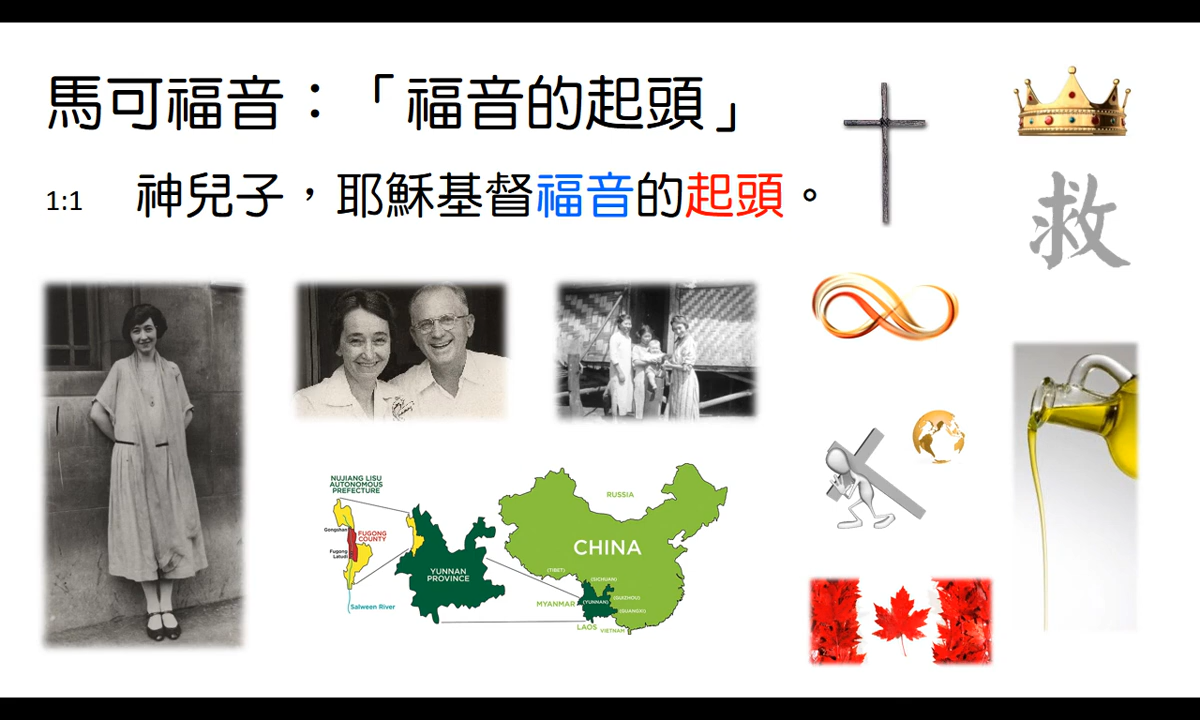 馬可福音：「福音的起頭」
1:1 神兒子，耶穌基督福音的起頭。
救
NUJIANG LISU
AUTONOMOUS
PREFECTURE
Gongshan
FUGONG
COUNTY
Fugong
Latudi
Salween River
YUNNAN
PROVINCE
RUSSIA
CHINA
(TIBET)
(SICHUAN)
MYANMAR
(YUNNAN)
(GUIZHOU)
(GUANGXI)
LAOS
VIETNAM